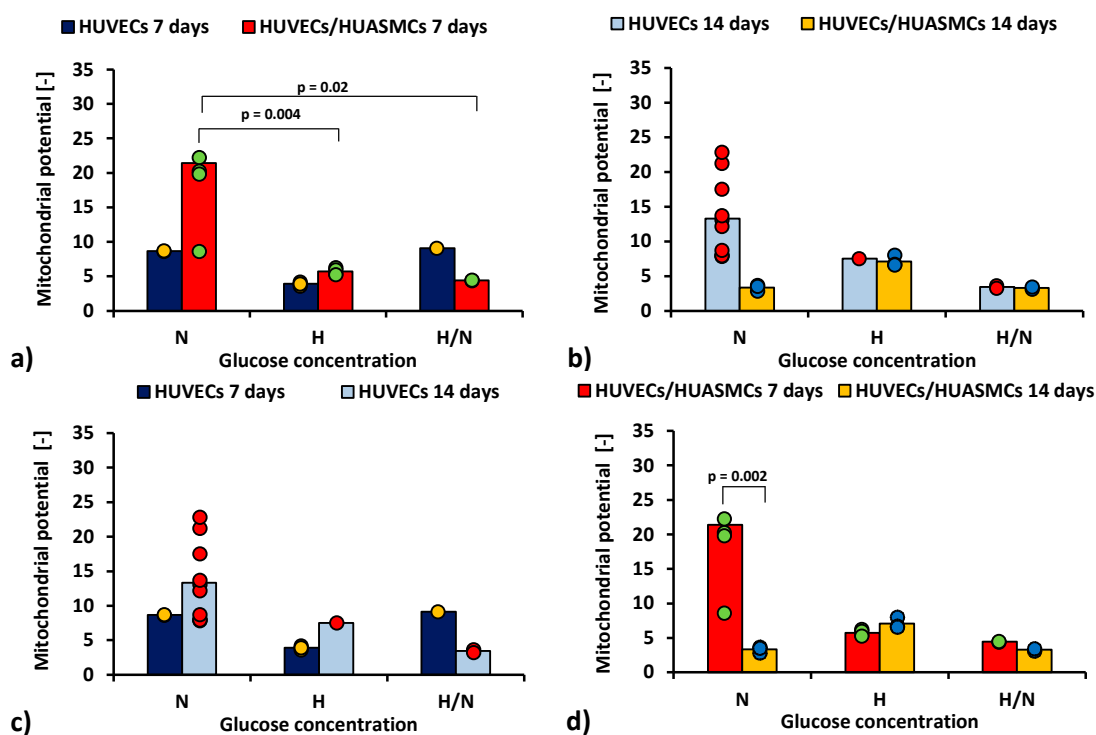 HUVECs 7 days HUVECs/HUASMCs 7 days
Mitochondrial potential [-]
35
30
25
20
15
10
5
0
p = 0.02
p = 0.004
N H H/N
Glucose concentration
a)
HUVECs 14 days HUVECs/HUASMCs 14 days
Mitochondrial potential [-]
35
30
25
20
15
10
5
0
N H H/N
Glucose concentration
b)
HUVECs 7 days HUVECs 14 days
Mitochondrial potential [-]
35
30
25
20
15
10
5
0
N H H/N
Glucose concentration
c)
HUVECs/HUASMCs 7 days HUVECs/HUASMCs 14 days
Mitochondrial potential [-]
35
30
25
20
15
10
5
0
p = 0.002
N H H/N
Glucose concentration
d)